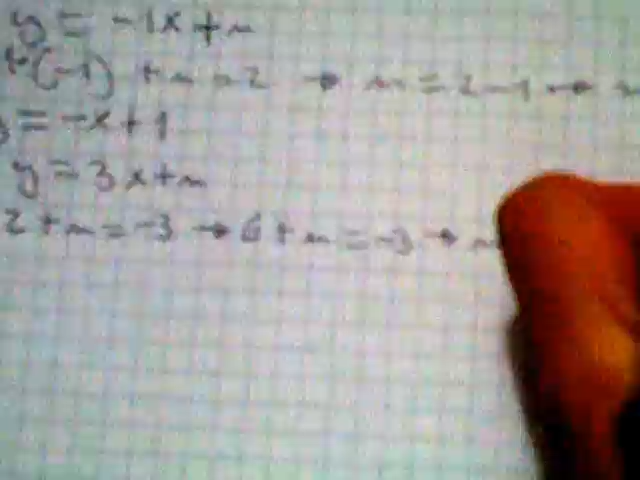 y = -1x + n
(-1) + n = 2 → n = 2-1 →
= -x + 1
y = 3x + n
2 + n = -3 → 6 + n = -3 → n